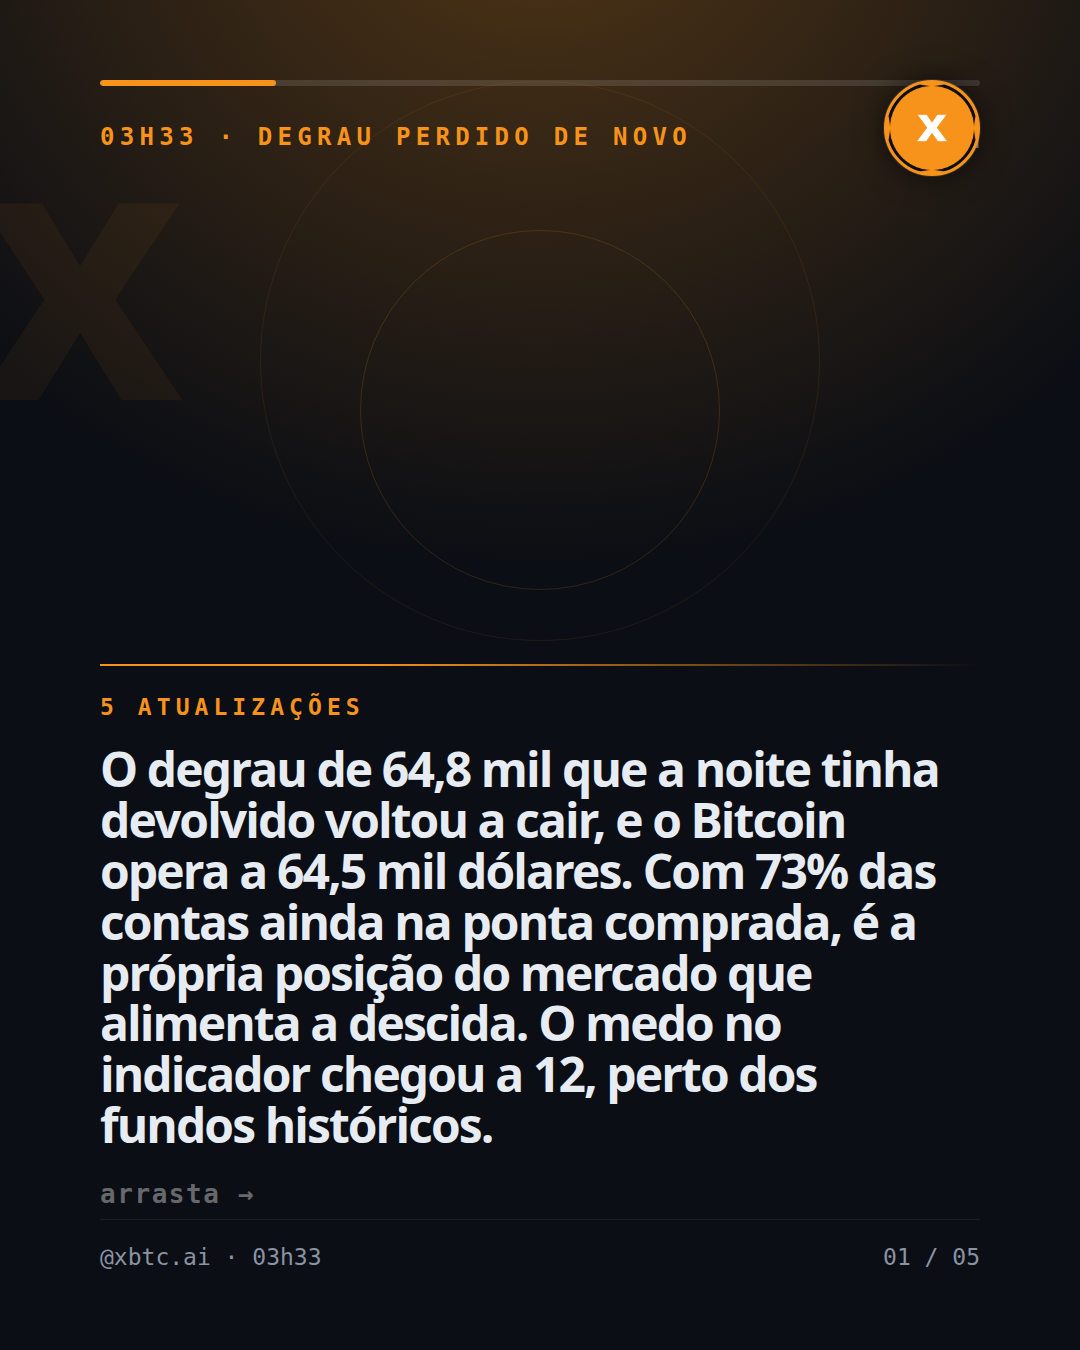 03H33 · DEGRAU PERDIDO DE NOVO
X
X
5 ATUALIZAÇÕES
O degrau de 64,8 mil que a noite tinha
devolvido voltou a cair, e o Bitcoin
opera a 64,5 mil dólares. Com 73% das
contas ainda na ponta comprada, é a
própria posição do mercado que
alimenta a descida. O medo no
indicador chegou a 12, perto dos
fundos históricos.
arrasta →
@xbtc.ai · 03h33
01 / 05